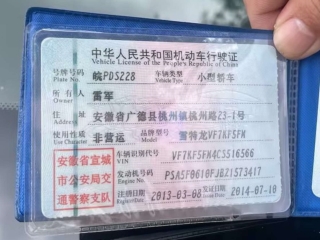 中华人民共和国机动车行驶证
Vehicle License of the People's Republic of China
号牌号码 皖PDS228 车辆类型 小型轿车
Plate No. Vehicle Type
所有人 雷军
Owner
住址 安徽省广德县桃州镇桃州路23-1号
Address
使用性质 非营运 品牌型号 雪铁龙VF7KF5FN
Use Character Model
安徽省宣城
市公安局交
通警察支队
车辆识别代号 VF7KF5FN4CS516566
VIN
发动机号码 PSA5F0610FJB21573417
Engine No.
注册日期 2013-03-08 发证日期 2014-07-10
Register Date Issue Date